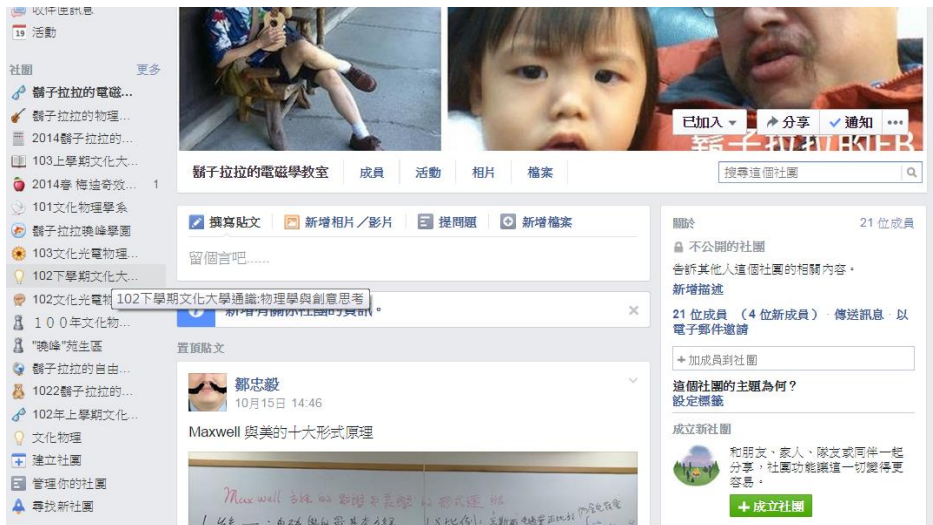 收件匣訊息
19 活動
社團 更多
鬍子拉拉的電磁...
鬍子拉拉的物理...
2014鬍子拉拉的...
103上學期文化大...
2014春 梅迪奇效... 1
101文化物理學系
鬍子拉拉曉峰學園
103文化光電物理...
102下學期文化大...
102文化光電物
102下學期文化大學通識:物理學與創意思考
１００年文化物...
"曉峰"苑生區
鬍子拉拉的自由...
1022鬍子拉拉的...
102年上學期文化...
文化物理
建立社團
管理你的社團
尋找新社團
已加入 分享 通知
鬍子拉拉的FB
鬍子拉拉的電磁學教室 成員 活動 相片 檔案
搜尋這個社團
撰寫貼文 新增相片／影片 提問題 新增檔案
留個言吧......
新增有關你社團的資訊。
置頂貼文
鄒忠毅
10月15日 14:46
Maxwell 與美的十大形式原理
Maxwell
關於 21 位成員
不公開的社團
告訴其他人這個社團的相關內容。
新增描述
21 位成員 （4 位新成員） · 傳送訊息 · 以
電子郵件邀請
+ 加成員到社團
這個社團的主題為何？
設定標籤
成立新社團
和朋友、家人、隊友或同伴一起
分享，社團功能讓這一切變得更
容易。
+ 成立社團